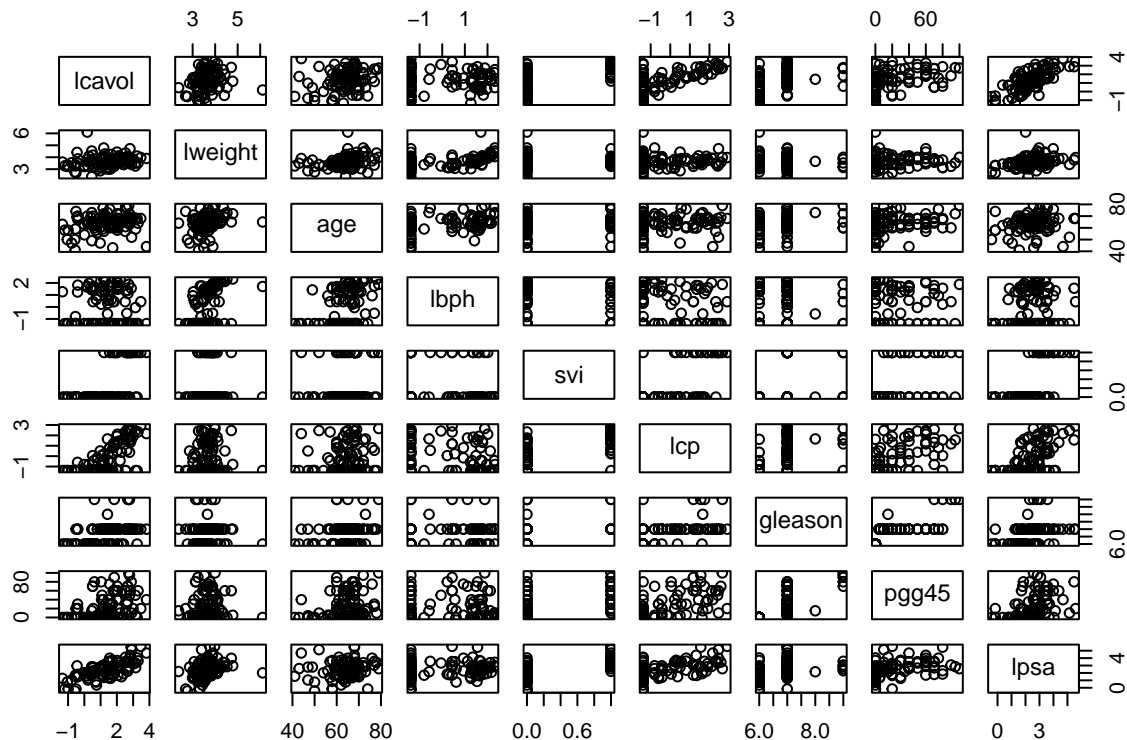 3 5 −1 1 −1 1 3 0 60
lcavol −1 4
3 6 lweight
age 40 80
−1 2 lbph
svi 0.0
−1 3 lcp
gleason 6.0
0 80 pgg45
lpsa 0 4
−1 2 4 40 60 80 0.0 0.6 6.0 8.0 0 3